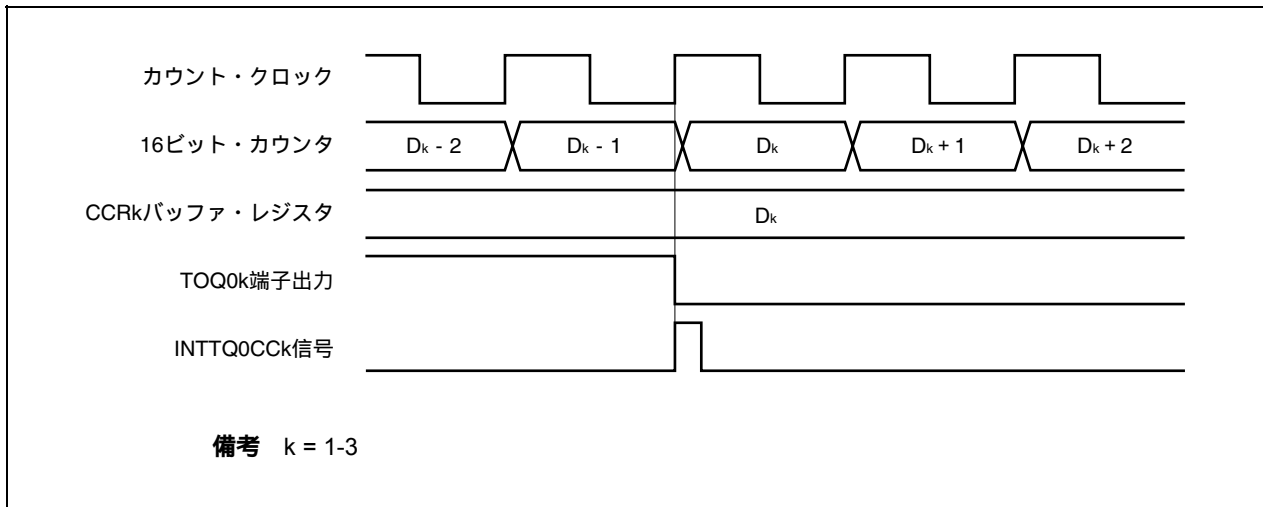 カウント・クロック
16ビット・カウンタ Dk - 2 Dk - 1 Dk Dk + 1 Dk + 2
CCRkバッファ・レジスタ Dk
TOQ0k端子出力
INTTQ0CCk信号
備考 k = 1-3